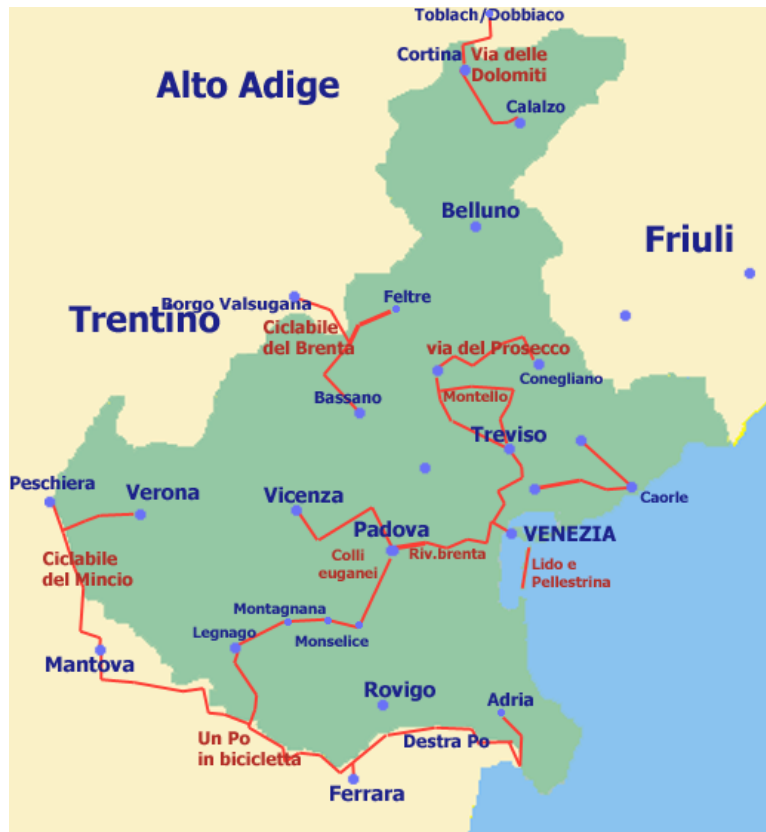 Toblach/Dobbiaco
Cortina
Via delle
Dolomiti
Alto Adige
Calalzo
Belluno
Friuli
Borgo Valsugana
Feltre
Trentino
Ciclabile
del Brenta
via del Prosecco
Conegliano
Bassano
Montello
Treviso
Peschiera
Verona
Vicenza
Caorle
Padova
VENEZIA
Ciclabile
del Mincio
Colli
euganei
Riv.brenta
Lido e
Pellestrina
Montagnana
Legnago
Monselice
Mantova
Rovigo
Adria
Un Po
in bicicletta
Destra Po
Ferrara